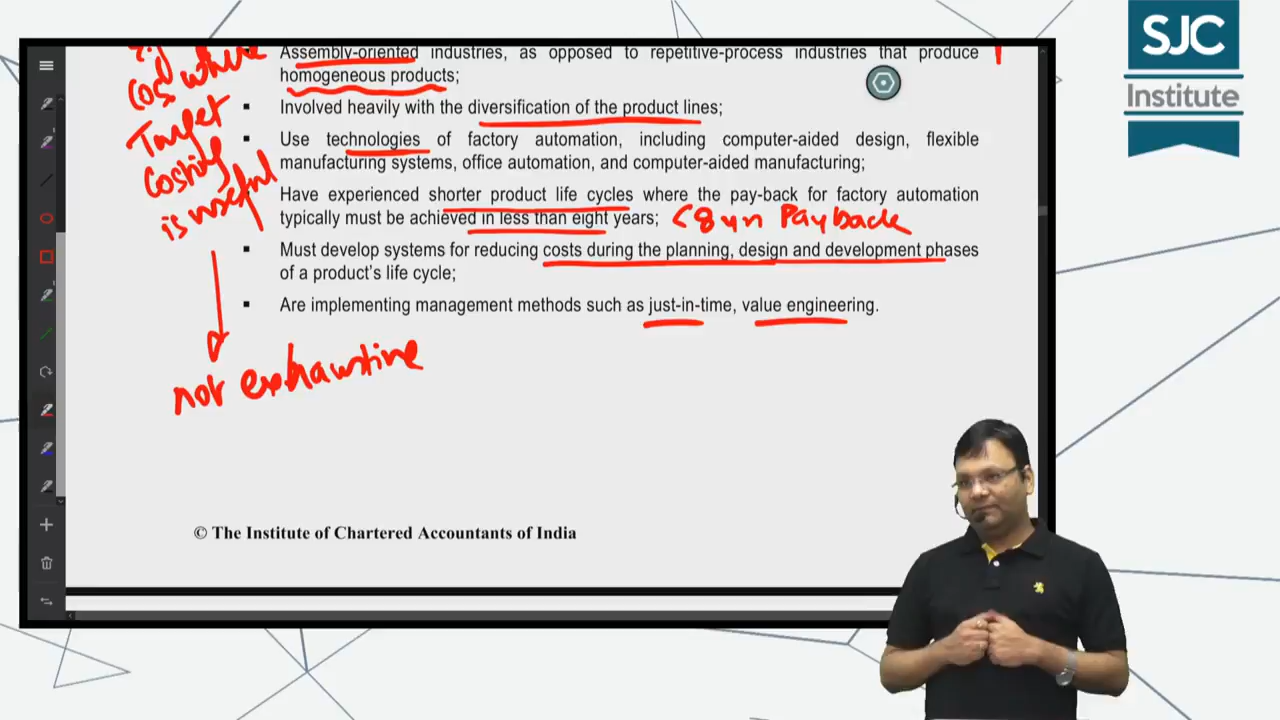 SJC
Institute
Cos where
Target
Costing
is useful
not exhaustive
Assembly-oriented industries, as opposed to repetitive-process industries that produce
homogeneous products;
▪ Involved heavily with the diversification of the product lines;
▪ Use technologies of factory automation, including computer-aided design, flexible
manufacturing systems, office automation, and computer-aided manufacturing;
Have experienced shorter product life cycles where the pay-back for factory automation
typically must be achieved in less than eight years; <8 yr Payback
▪ Must develop systems for reducing costs during the planning, design and development phases
of a product's life cycle;
▪ Are implementing management methods such as just-in-time, value engineering.
© The Institute of Chartered Accountants of India